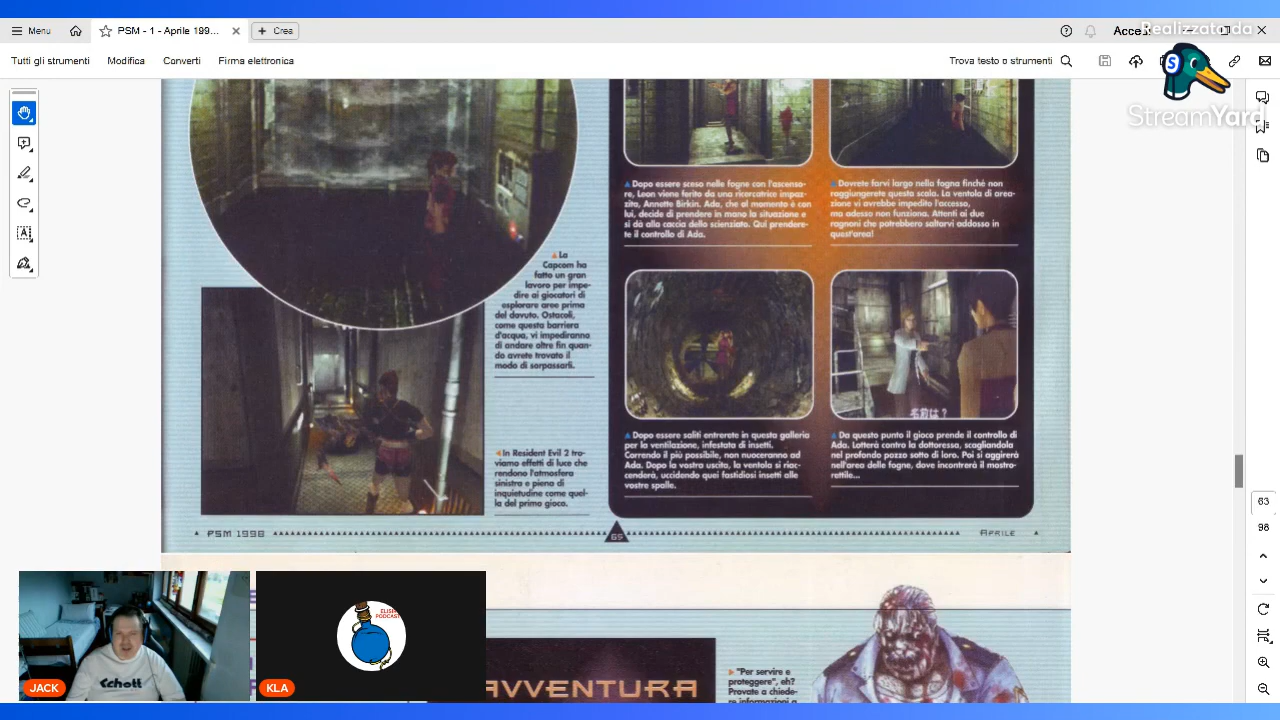 Menu
PSM - 1 - Aprile 199...
Crea
Realizzato da
Tutti gli strumenti
Modifica
Converti
Firma elettronica
Trova testo o strumenti
StreamYard
Dopo essere sceso nelle fogne con l'ascenso-
re, Leon viene ferito da una ricercatrice impaz-
zita, Annette Birkin. Ada, che al momento è con
lui, decide di prendere in mano la situazione e
si dà alla caccia dello scienziato. Qui prendere-
te il controllo di Ada.
Dovrete farvi largo nella fogna finché non
raggiungerete questa scala. La ventola di area-
zione vi avrebbe impedito l'accesso,
ma adesso non funziona. Attenti ai due
ragnani che potrebbero saltarvi addosso in
quest'area!
La
Capcom ha
fatto un gran
lavoro per impe-
dire ai giocatori di
esplorare aree prima
del dovuto. Ostacoli,
come questa barriera
d'acqua, vi impediranno
di andare oltre fin quan-
do avrete trovato il
modo di sorpassarli.
名前は?
Dopo essere saliti entrerete in questa galleria
per la ventilazione, infestata di insetti.
Correndo il più possibile, non nuoceranno ad
Ada. Dopo la vostra uscita, la ventola si riac-
cenderà, uccidendo quei fastidiosi insetti alle
vostre spalle.
Da questo punto il gioco prende il controllo di
Ada. Lotterà contro la dottoressa, scagliandola
nel profondo pozzo sotto di loro. Poi si aggirerà
nell'area delle fogne, dove incontrerà il mostro-
rettile...
In Resident Evil 2 tro-
viamo effetti di luce che
rendono l'atmosfera
sinistra e piena di
inquietudine come quel-
la del primo gioco.
PSM 1998
65
Aprile
98
ELISIR
PODCAST
Schott
JACK
KLA
AVVENTURA
"Per servire e
proteggere", eh?
Provate a chiede-
re informazioni a